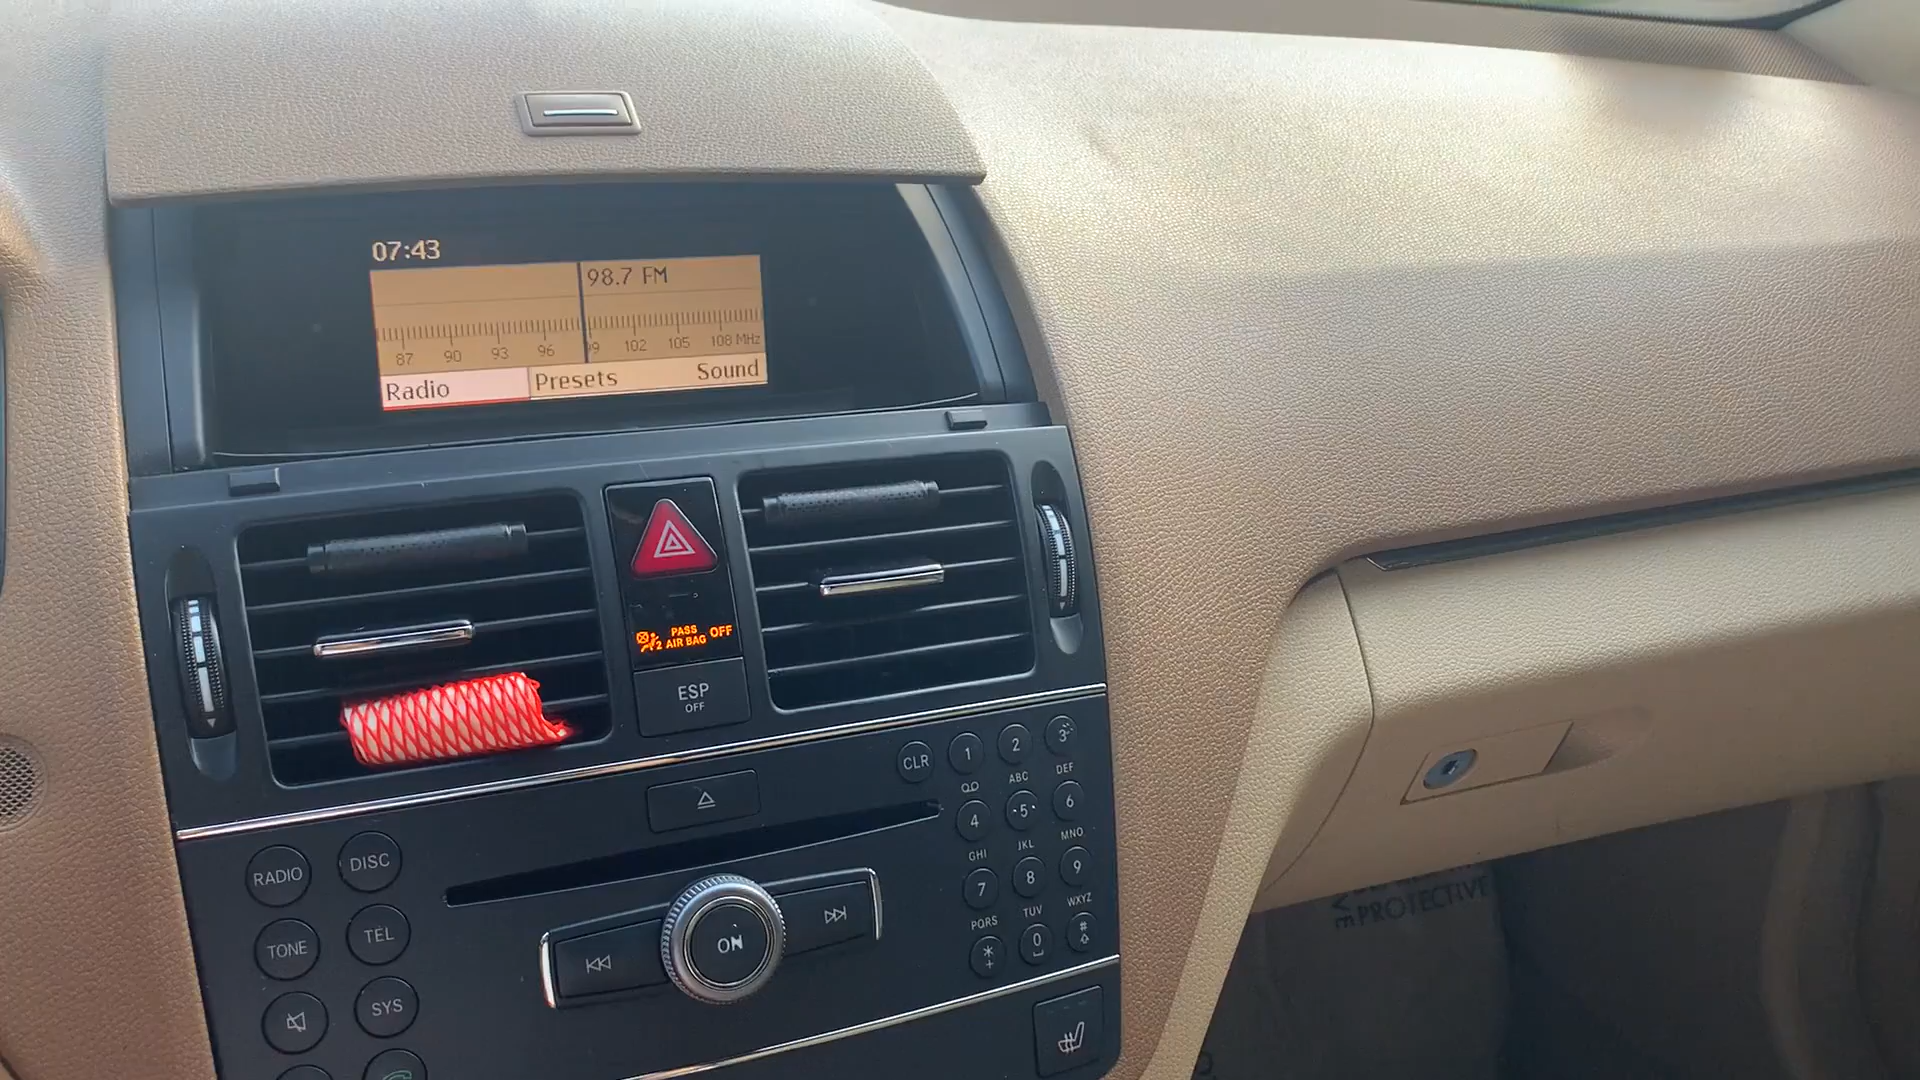 07:43
98.7 FM
87 90 93 96 99 102 105 108 MHz
Radio Presets Sound
PASS
2 AIR BAG OFF
ESP
OFF
CLR 1 2 3
ABC DEF
4 5 6
GHI JKL MNO
7 8 9
PQRS TUV WXYZ
* 0 #
+
RADIO DISC
TONE TEL
SYS
ON
PROTECTIVE